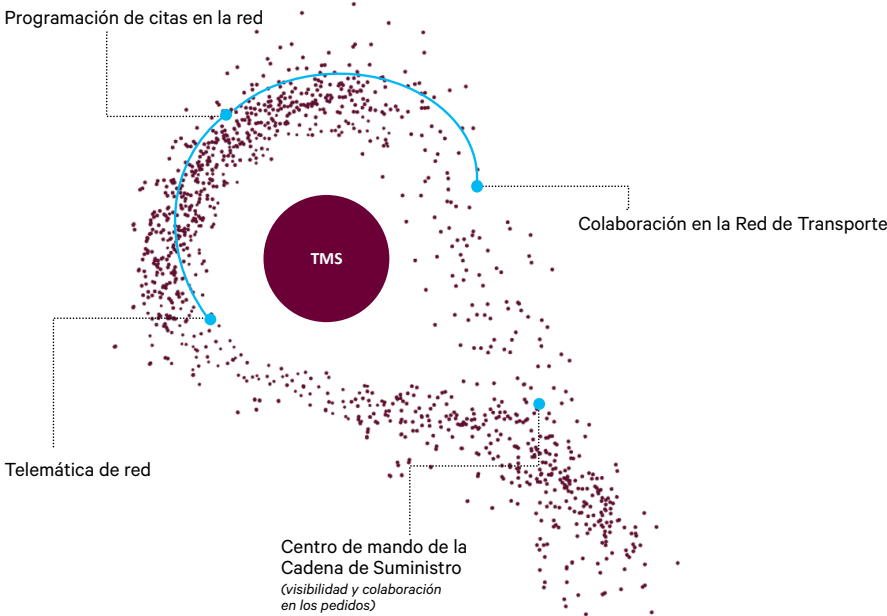 Programación de citas en la red
Colaboración en la Red de Transporte
TMS
Telemática de red
Centro de mando de la
Cadena de Suministro
(visibilidad y colaboración
en los pedidos)